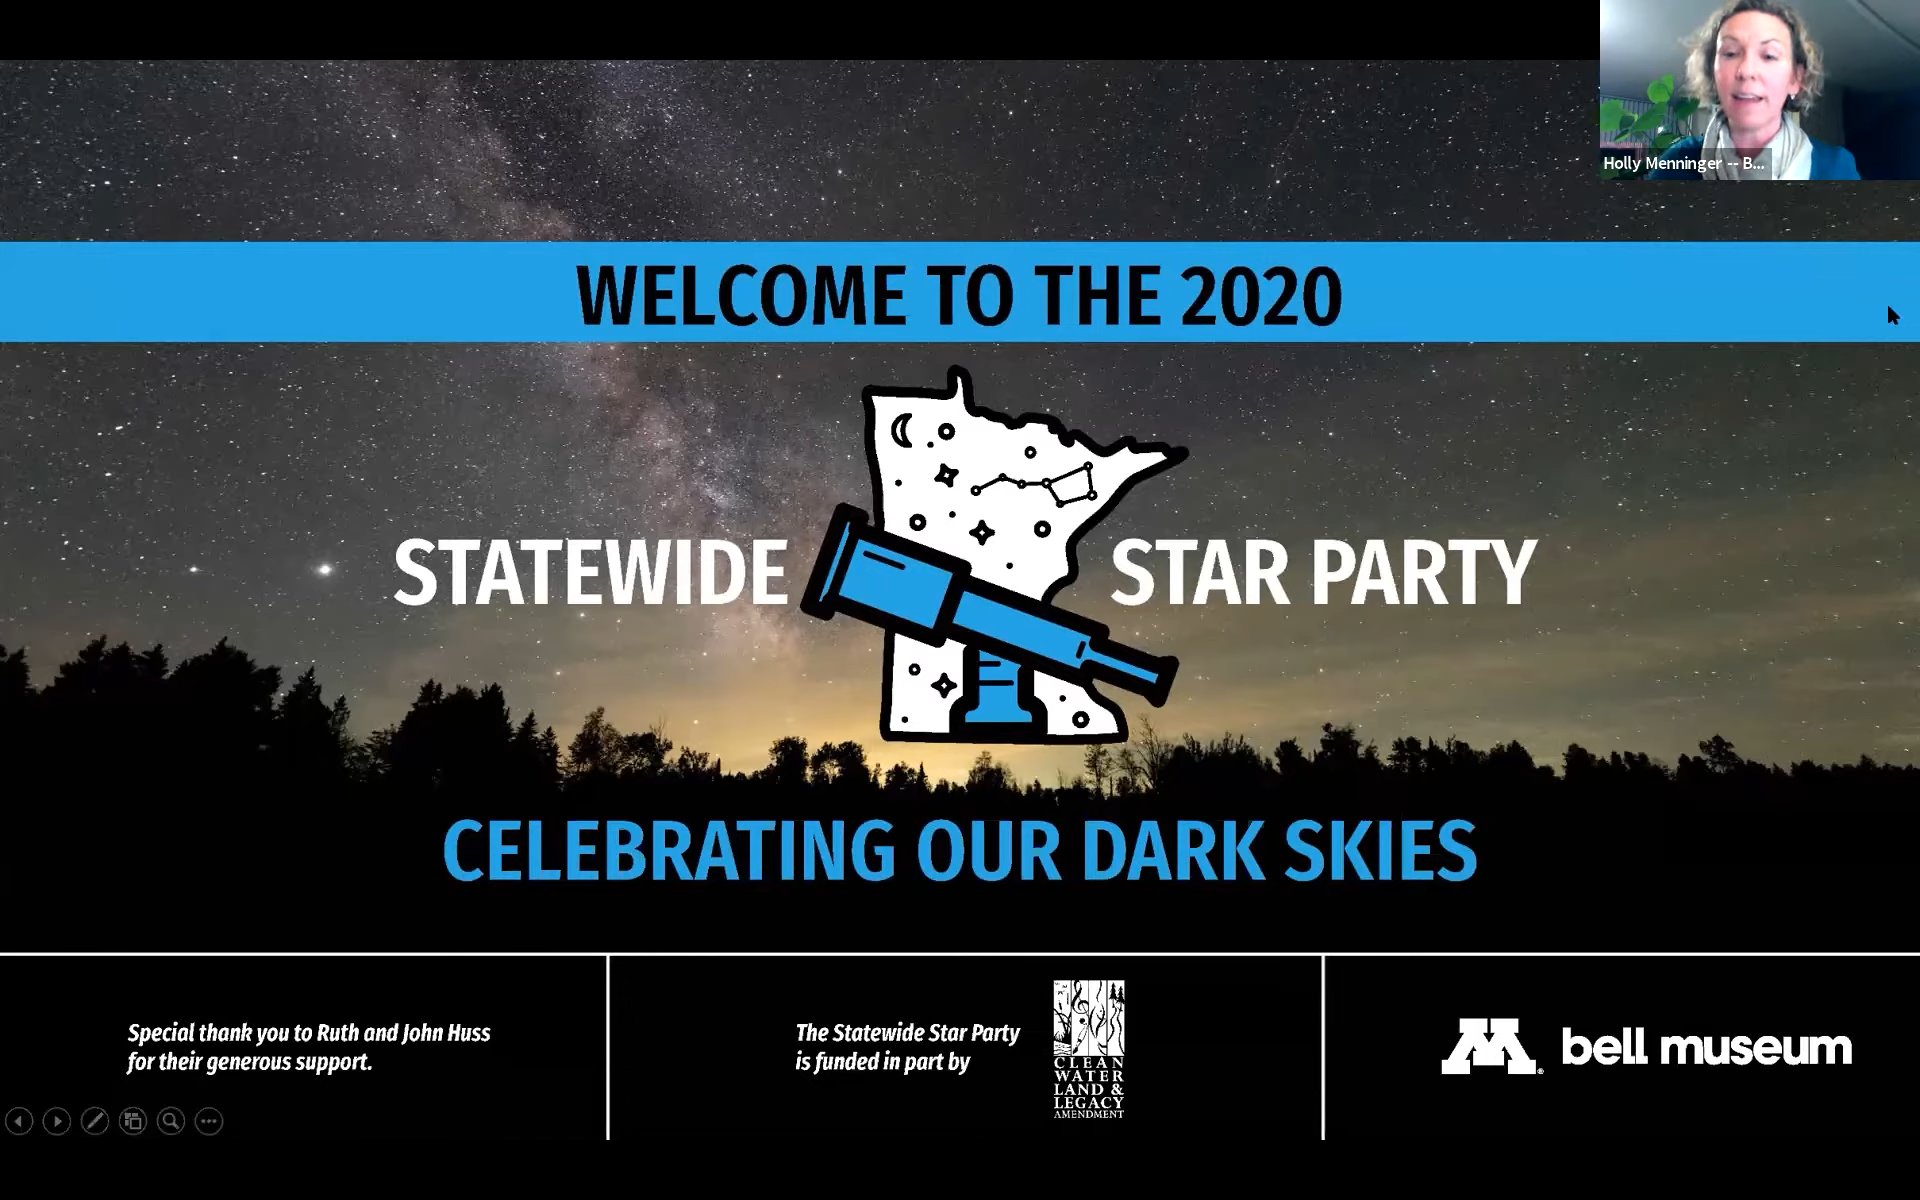 Holly Menninger -- B...
WELCOME TO THE 2020
STATEWIDE STAR PARTY
CELEBRATING OUR DARK SKIES
Special thank you to Ruth and John Huss
for their generous support.
The Statewide Star Party
is funded in part by
CLEAN
WATER
LAND &
LEGACY
AMENDMENT
M® bell museum